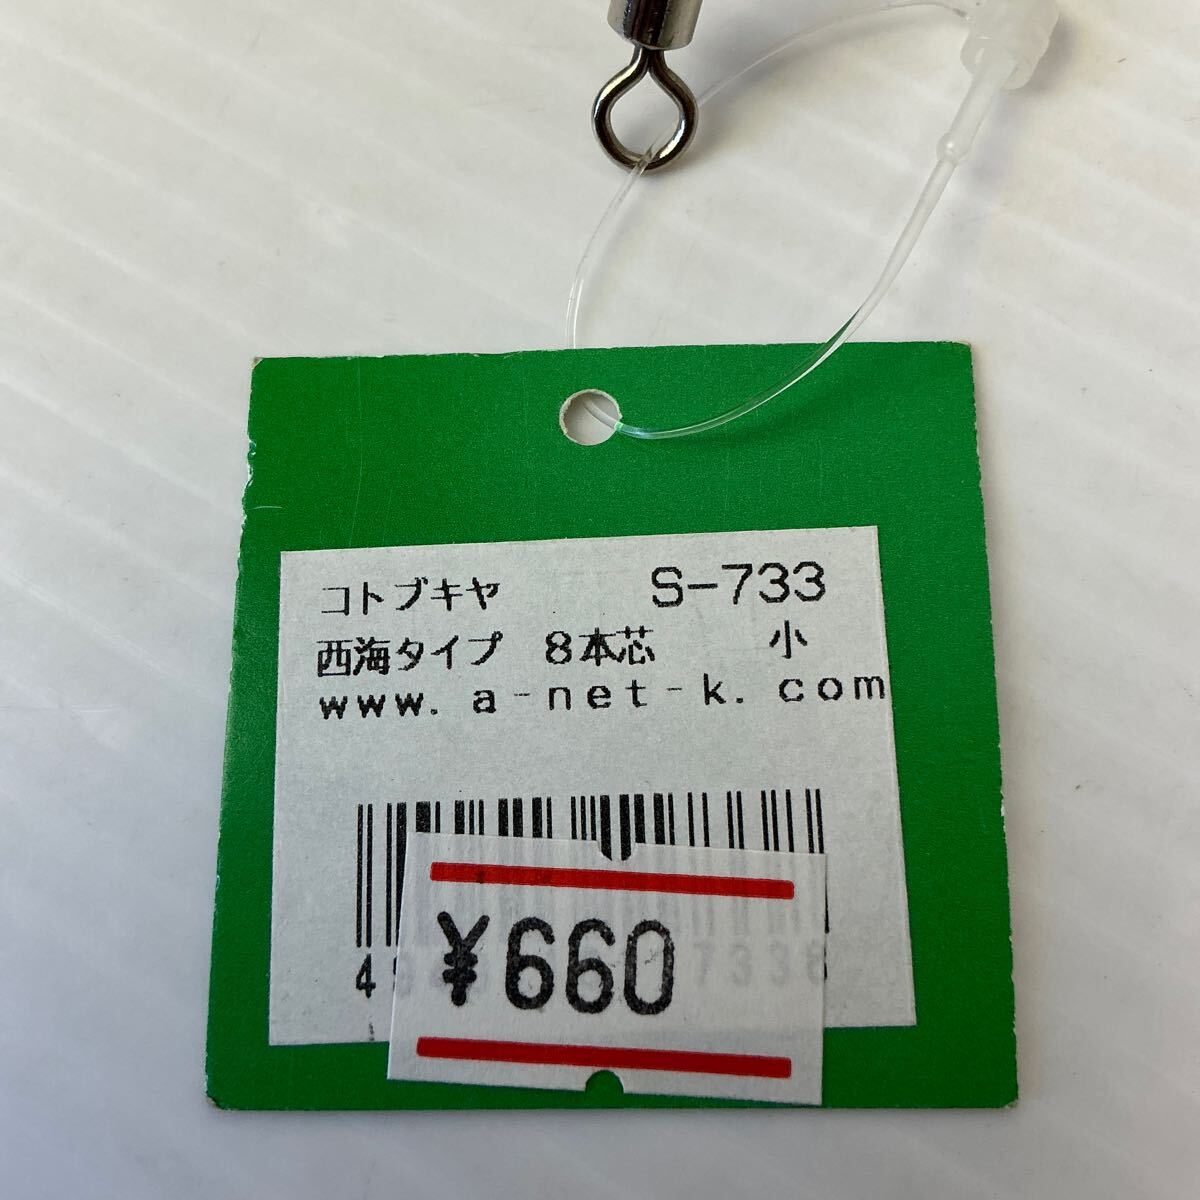 コトブキヤ S-733
西海タイプ 8本芯 小
www.a-net-k.com
¥660